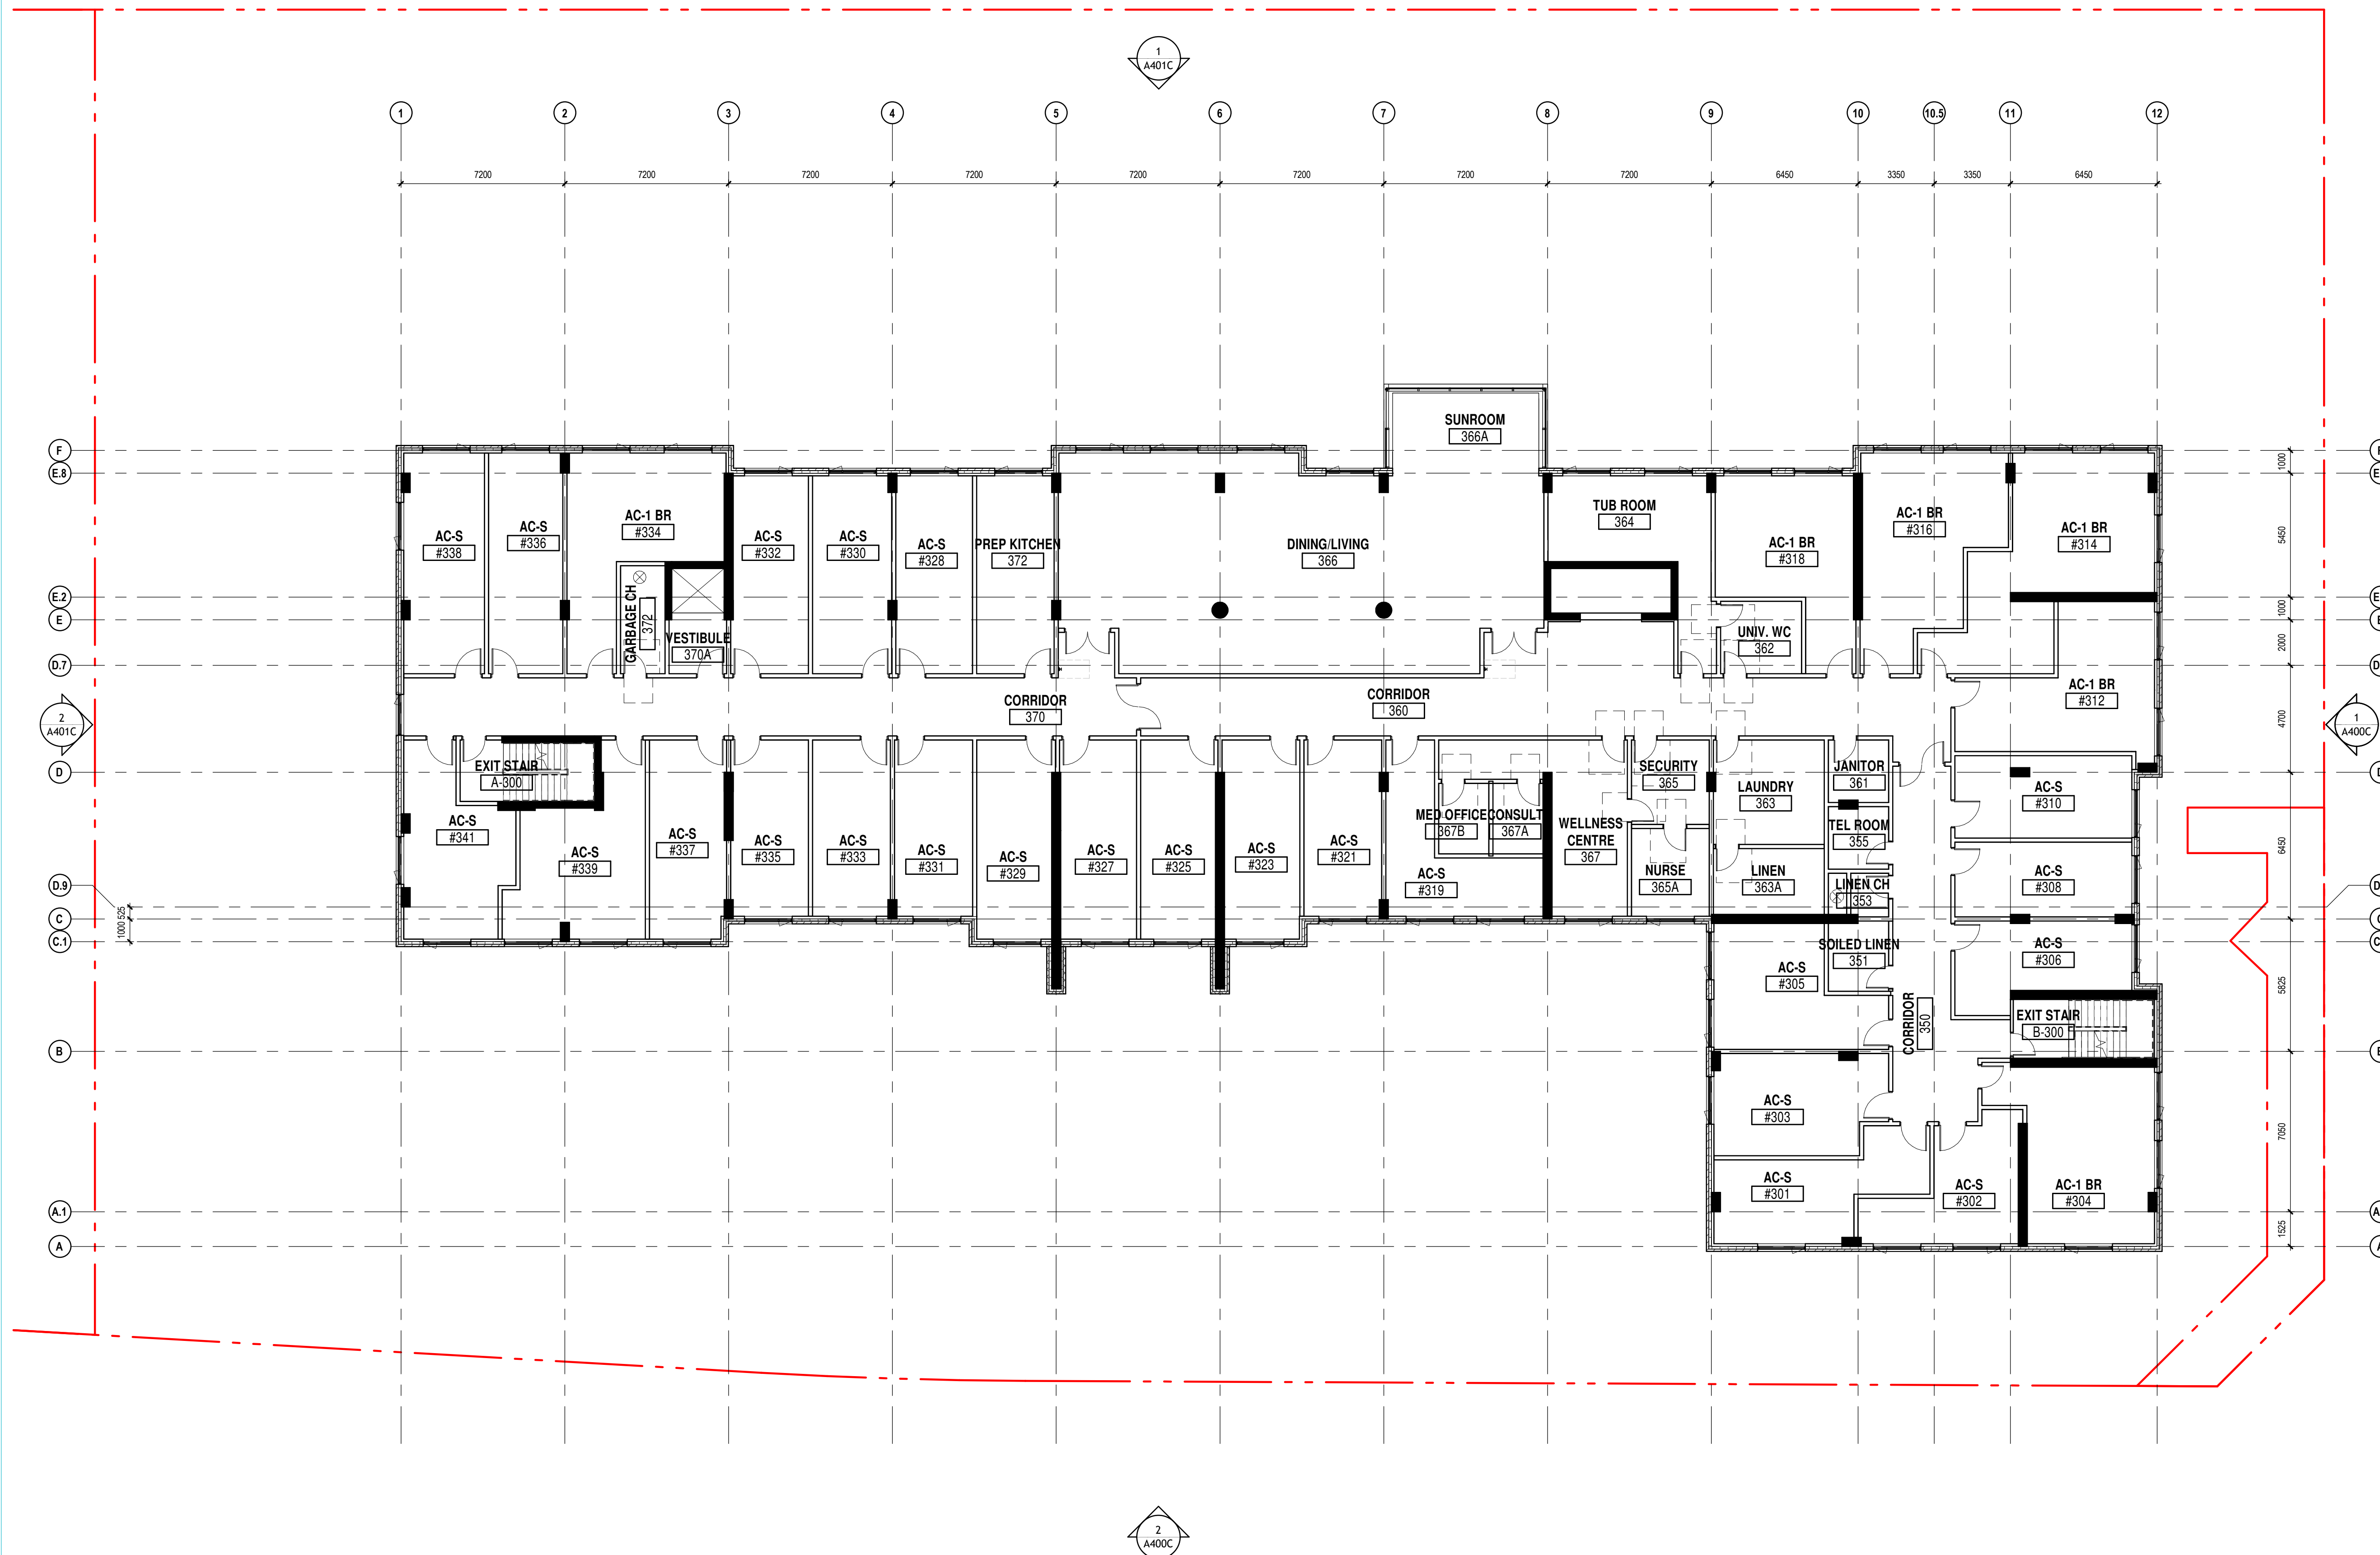 1
A401C
1
2
3
4
5
6
7
8
9
10
10.5
11
12
7200
7200
7200
7200
7200
7200
7200
7200
6450
3350
3350
6450
SUNROOM
366A
F
E.8
1000
AC-S
#338
AC-S
#336
AC-1 BR
#334
AC-S
#332
AC-S
#330
AC-S
#328
PREP KITCHEN
372
DINING/LIVING
366
TUB ROOM
364
AC-1 BR
#318
AC-1 BR
#316
AC-1 BR
#314
5450
E.2
E
1000
GARBAGE CH
372
VESTIBULE
370A
UNIV. WC
362
2000
D.7
CORRIDOR
370
CORRIDOR
360
AC-1 BR
#312
4700
2
A401C
1
A400C
D
EXIT STAIR
A-300
SECURITY
365
LAUNDRY
363
JANITOR
361
AC-S
#310
AC-S
#341
AC-S
#339
AC-S
#337
AC-S
#335
AC-S
#333
AC-S
#331
AC-S
#329
AC-S
#327
AC-S
#325
AC-S
#323
AC-S
#321
AC-S
#319
MED OFFICE
367B
CONSULT
367A
WELLNESS
CENTRE
367
NURSE
365A
LINEN
363A
TEL ROOM
355
LINEN CH
353
AC-S
#308
6450
D.9
C
C.1
525
1000
SOILED LINEN
351
AC-S
#305
AC-S
#306
5825
CORRIDOR
350
EXIT STAIR
B-300
B
AC-S
#303
7050
AC-S
#301
AC-S
#302
AC-1 BR
#304
A.1
A
1525
2
A400C